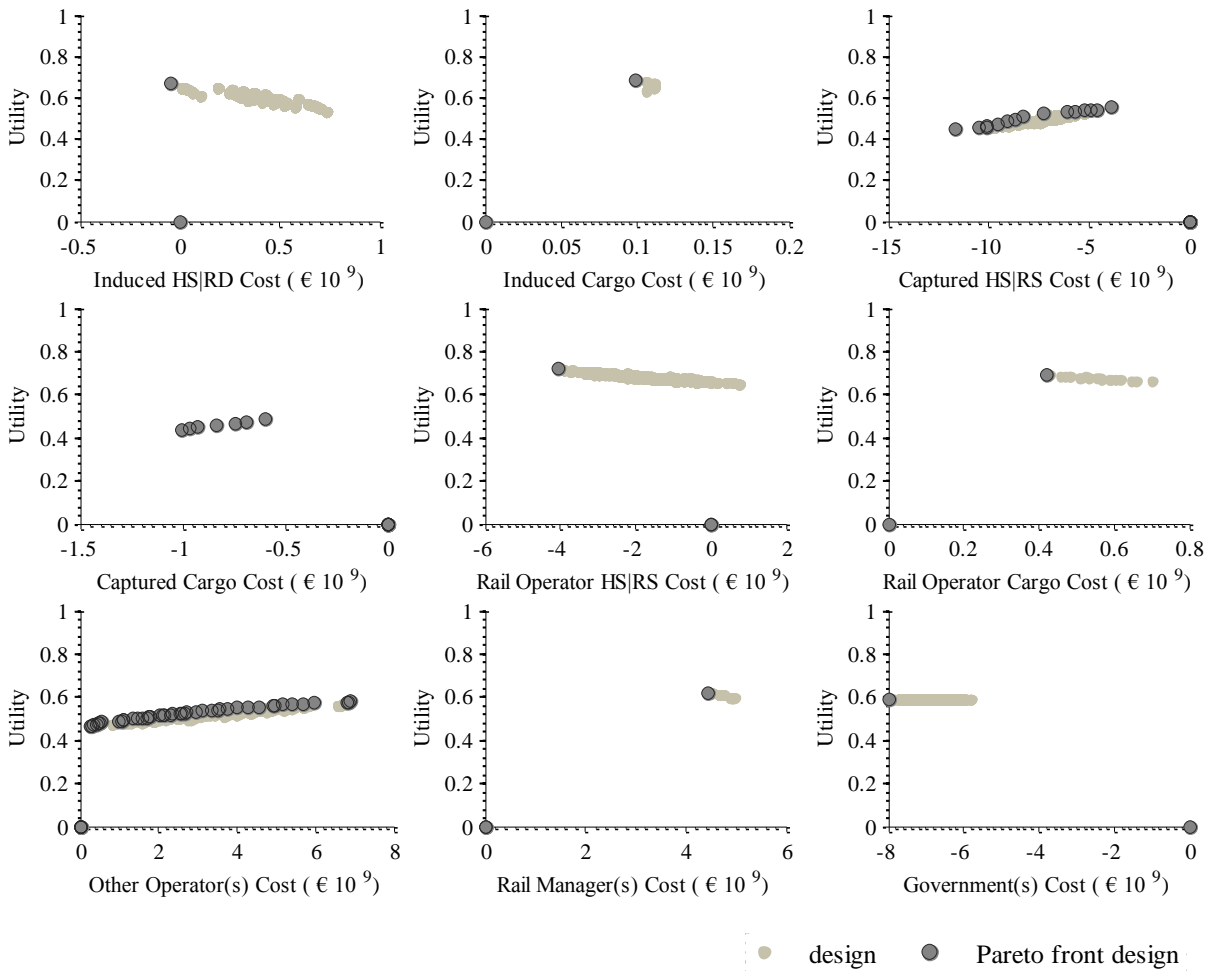 1
0.8
0.6
0.4
0.2
0
Utility
-0.5 0 0.5 1
Induced HS|RD Cost ( € 10 9)
1
0.8
0.6
0.4
0.2
0
Utility
0 0.05 0.1 0.15 0.2
Induced Cargo Cost ( € 10 9)
1
0.8
0.6
0.4
0.2
0
Utility
-15 -10 -5 0
Captured HS|RS Cost ( € 10 9)
1
0.8
0.6
0.4
0.2
0
Utility
-1.5 -1 -0.5 0
Captured Cargo Cost ( € 10 9)
1
0.8
0.6
0.4
0.2
0
Utility
-6 -4 -2 0 2
Rail Operator HS|RS Cost ( € 10 9)
1
0.8
0.6
0.4
0.2
0
Utility
0 0.2 0.4 0.6 0.8
Rail Operator Cargo Cost ( € 10 9)
1
0.8
0.6
0.4
0.2
0
Utility
0 2 4 6 8
Other Operator(s) Cost ( € 10 9)
1
0.8
0.6
0.4
0.2
0
Utility
0 2 4 6
Rail Manager(s) Cost ( € 10 9)
1
0.8
0.6
0.4
0.2
0
Utility
-8 -6 -4 -2 0
Government(s) Cost ( € 10 9)
design Pareto front design